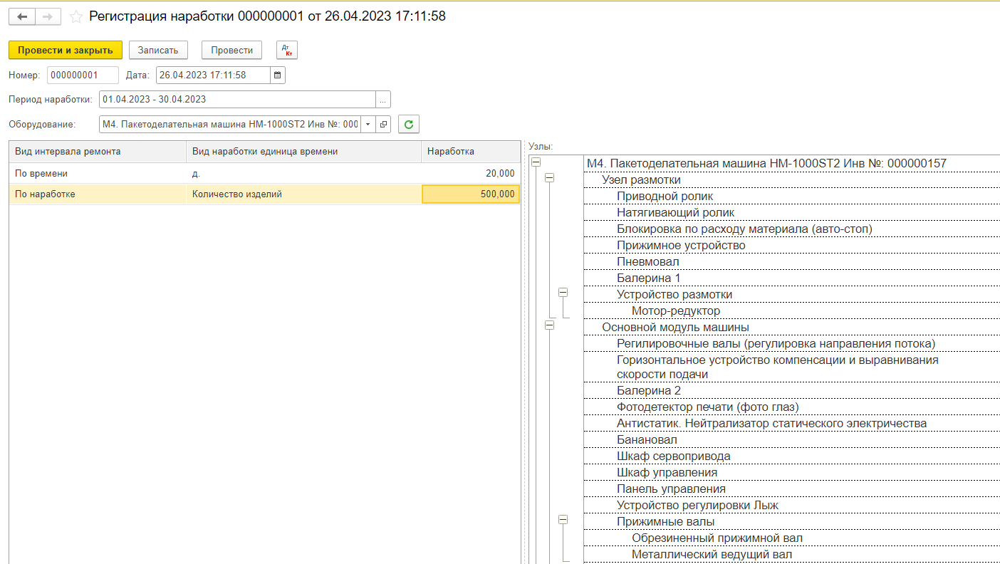 Регистрация наработки 000000001 от 26.04.2023 17:11:58
Провести и закрыть
Записать
Провести
Дт
Кт
Номер:
000000001
Дата:
26.04.2023 17:11:58
Период наработки:
01.04.2023 - 30.04.2023
...
Оборудование:
М4. Пакетоделательная машина HM-1000ST2 Инв №: 000
Вид интервала ремонта
Вид наработки единица времени
Наработка
По времени
д.
20,000
По наработке
Количество изделий
500,000
Узлы:
М4. Пакетоделательная машина HM-1000ST2 Инв №: 000000157
Узел размотки
Приводной ролик
Натягивающий ролик
Блокировка по расходу материала (авто-стоп)
Прижимное устройство
Пневмовал
Балерина 1
Устройство размотки
Мотор-редуктор
Основной модуль машины
Регилировочные валы (регулировка направления потока)
Горизонтальное устройство компенсации и выравнивания
скорости подачи
Балерина 2
Фотодетектор печати (фото глаз)
Антистатик. Нейтрализатор статического электричества
Банановал
Шкаф сервопривода
Шкаф управления
Панель управления
Устройство регулировки Лыж
Прижимные валы
Обрезиненный прижимной вал
Металлический ведущий вал